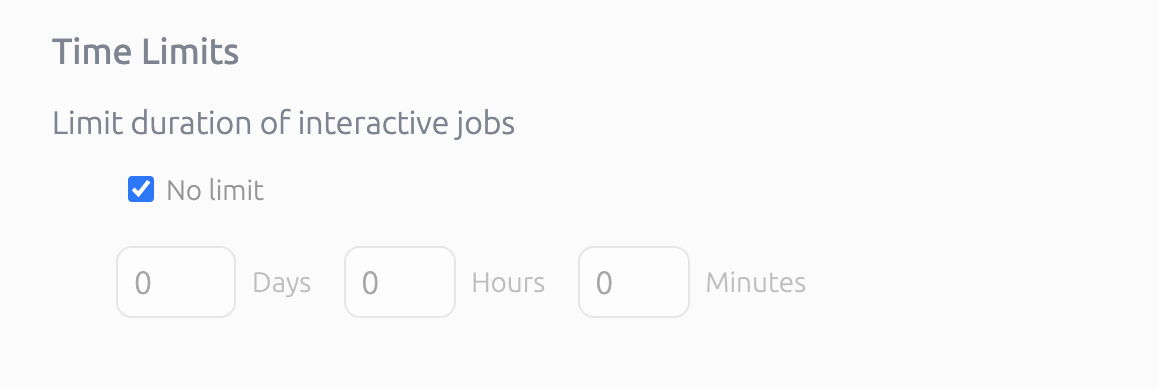 Time Limits
Limit duration of interactive jobs
No limit
0 Days 0 Hours 0 Minutes